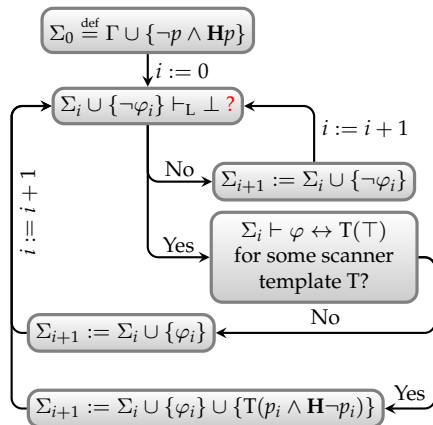 Σ₀ ≝ Γ ∪ {¬p ∧ Hp}
i := 0
Σᵢ ∪ {¬φᵢ} ⊢_L ⊥ ?
i := i + 1
i := i + 1
No
Σᵢ₊₁ := Σᵢ ∪ {¬φᵢ}
Yes
Σᵢ ⊢ φ ↔ T(⊤)
for some scanner
template T?
No
Σᵢ₊₁ := Σᵢ ∪ {φᵢ}
Yes
Σᵢ₊₁ := Σᵢ ∪ {φᵢ} ∪ {T(pᵢ ∧ H¬pᵢ)}